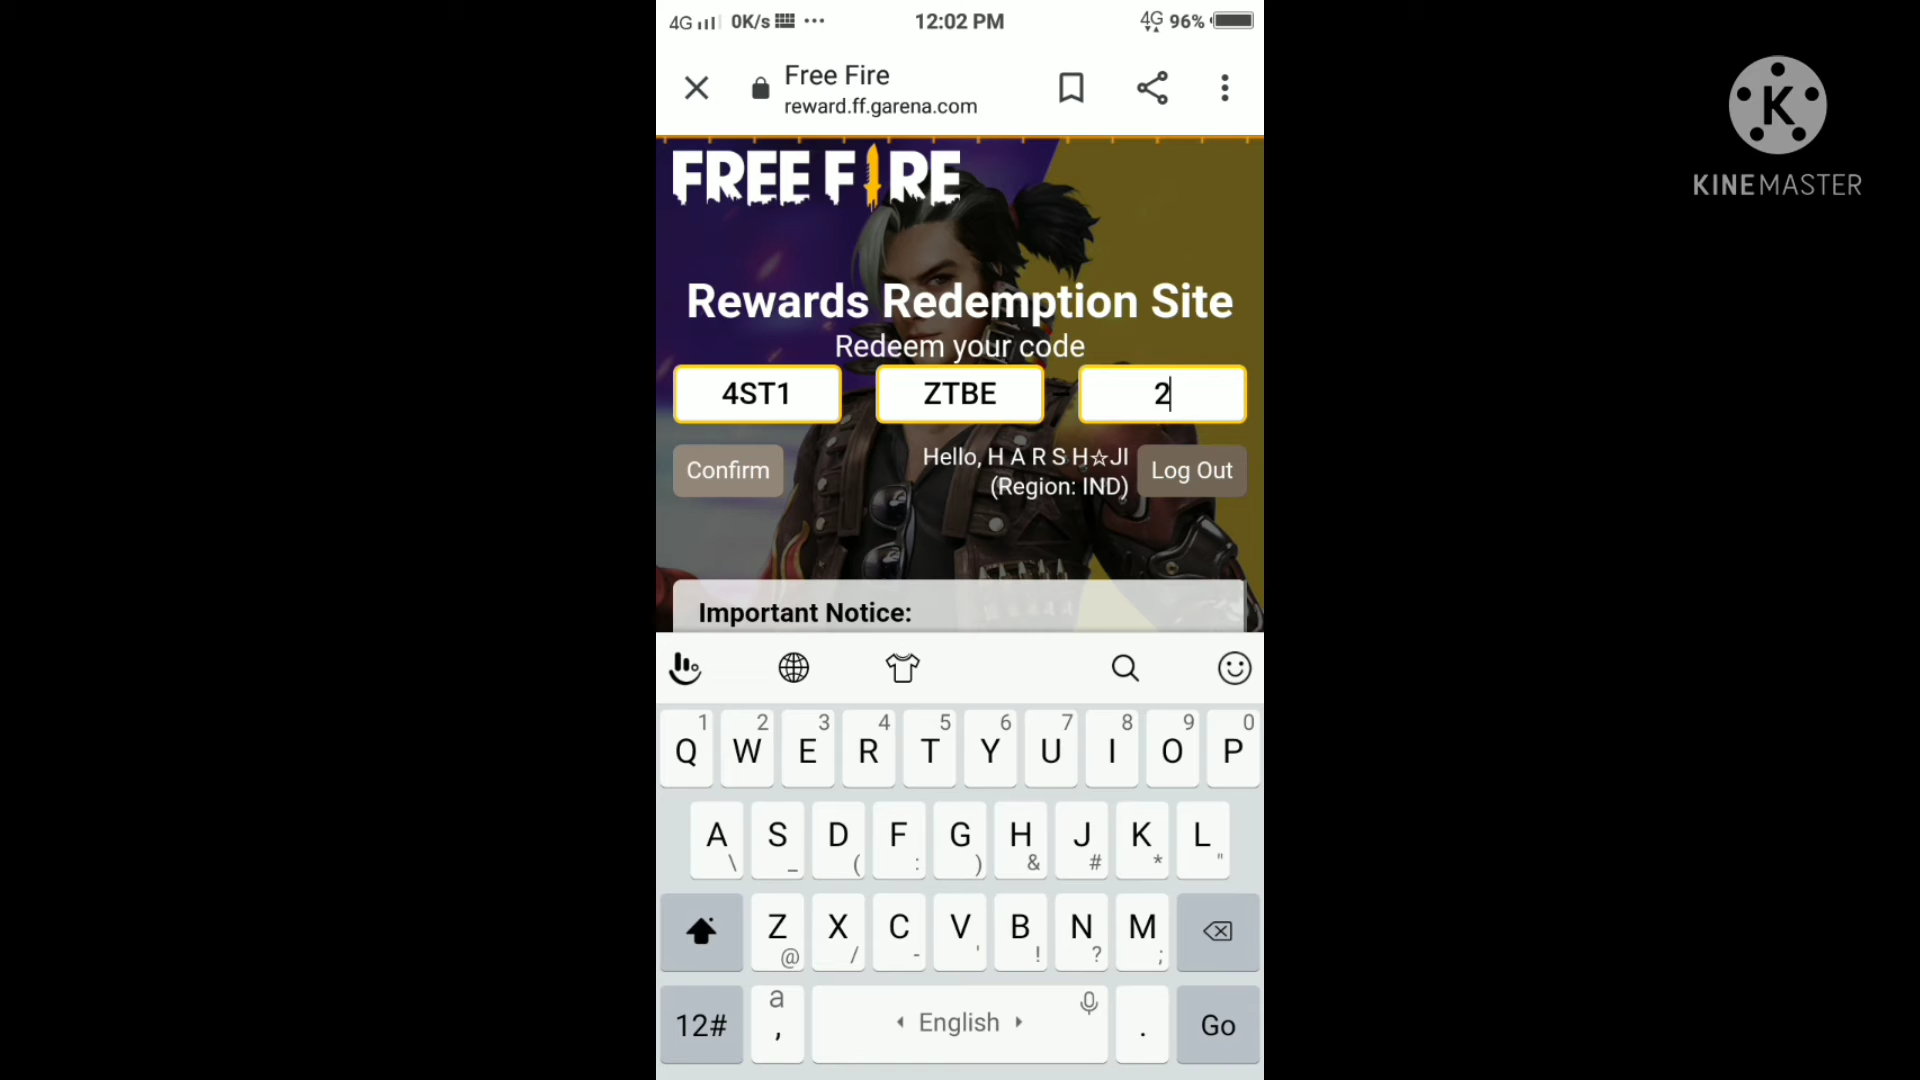 4G 0K/s 12:02 PM 4G 96%
Free Fire
reward.ff.garena.com
K
KINEMASTER
FREE FIRE
Rewards Redemption Site
Redeem your code
4ST1 ZTBE - 2
Confirm
Hello, H A R S H☆JI
(Region: IND)
Log Out
Important Notice:
1 2 3 4 5 6 7 8 9 0
Q W E R T Y U I O P
A S D F G H J K L
\ _ ( : ) & # * "
Z X C V B N M
@ / - ' ! ? ;
12# a , English . Go